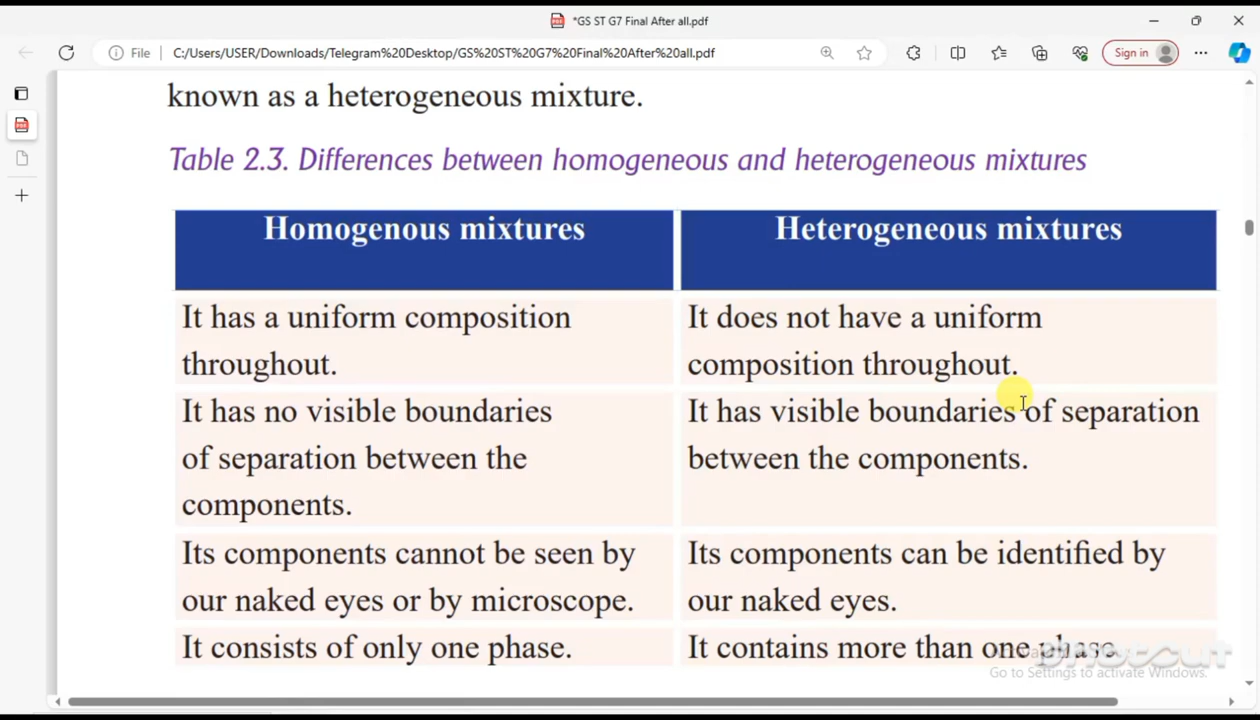 *GS ST G7 Final After all.pdf
File
C:/Users/USER/Downloads/Telegram%20Desktop/GS%20ST%20G7%20Final%20After%20all.pdf
Sign in
known as a heterogeneous mixture.
Table 2.3. Differences between homogeneous and heterogeneous mixtures
Homogenous mixtures
Heterogeneous mixtures
It has a uniform composition
throughout.
It does not have a uniform
composition throughout.
It has no visible boundaries
of separation between the
components.
It has visible boundaries of separation
between the components.
Its components cannot be seen by
our naked eyes or by microscope.
Its components can be identified by
our naked eyes.
It consists of only one phase.
It contains more than one phase
Go to Settings to activate Windows.